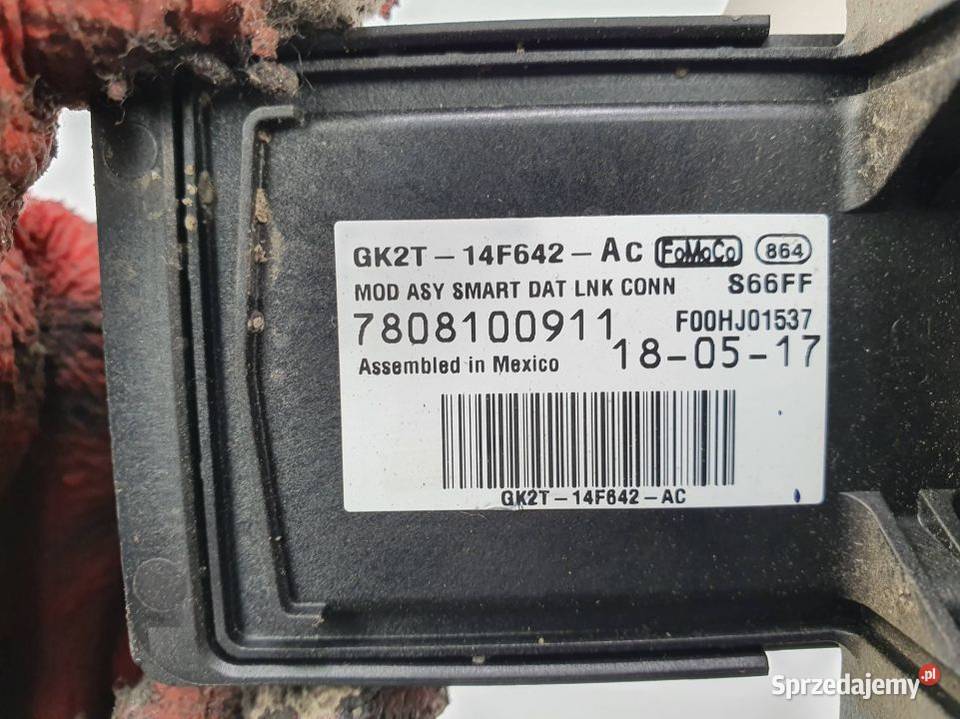 GK2T-14F642-Ac FoMoCo 864
MOD ASY SMART DAT LNK CONN S66FF
7808100911 F00HJ01537
Assembled in Mexico 18-05-17
GK2T-14F642-AC
Sprzedajemy.pl